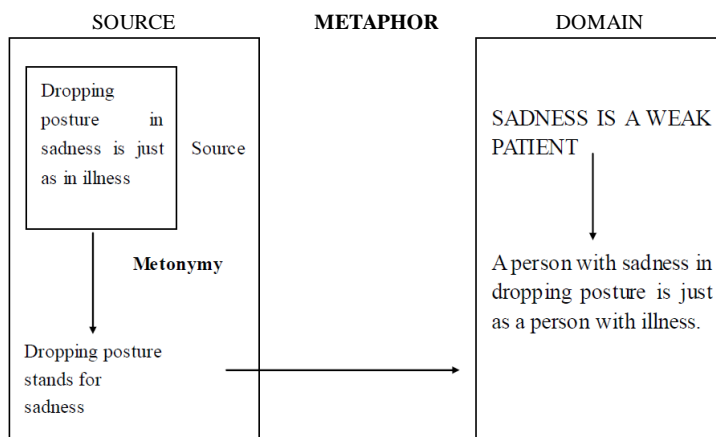 SOURCE
METAPHOR
DOMAIN
Dropping
posture in
sadness is just
as in illness
Source
Metonymy
Dropping posture
stands for
sadness
SADNESS IS A WEAK
PATIENT
A person with sadness in
dropping posture is just
as a person with illness.